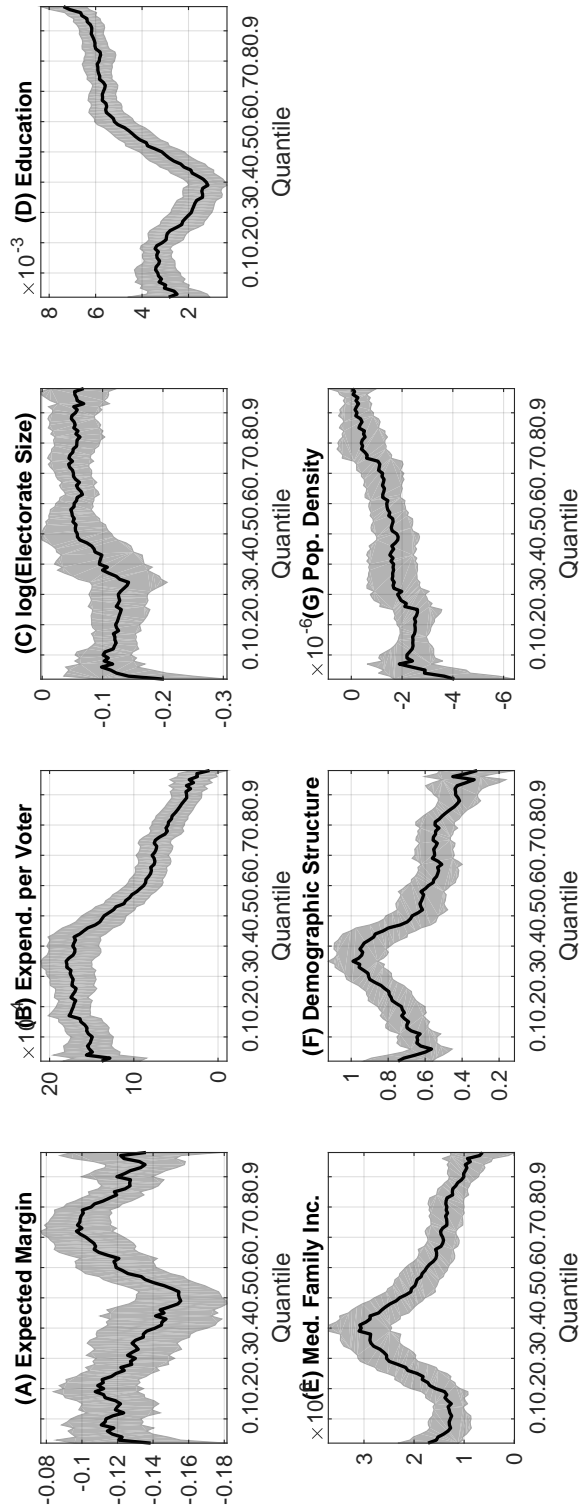 (A) Expected Margin
-0.08
-0.1
-0.12
-0.14
-0.16
-0.18
0.10.20.30.40.50.60.70.80.9
Quantile
×10
(B) Expend. per Voter
20
10
0
0.10.20.30.40.50.60.70.80.9
Quantile
(C) log(Electorate Size)
0
-0.1
-0.2
-0.3
0.10.20.30.40.50.60.70.80.9
Quantile
×10⁻³ (D) Education
8
6
4
2
0.10.20.30.40.50.60.70.80.9
Quantile
×10
(E) Med. Family Inc.
3
2
1
0
0.10.20.30.40.50.60.70.80.9
Quantile
(F) Demographic Structure
1
0.8
0.6
0.4
0.2
0.10.20.30.40.50.60.70.80.9
Quantile
×10⁻⁶(G) Pop. Density
0
-2
-4
-6
0.10.20.30.40.50.60.70.80.9
Quantile